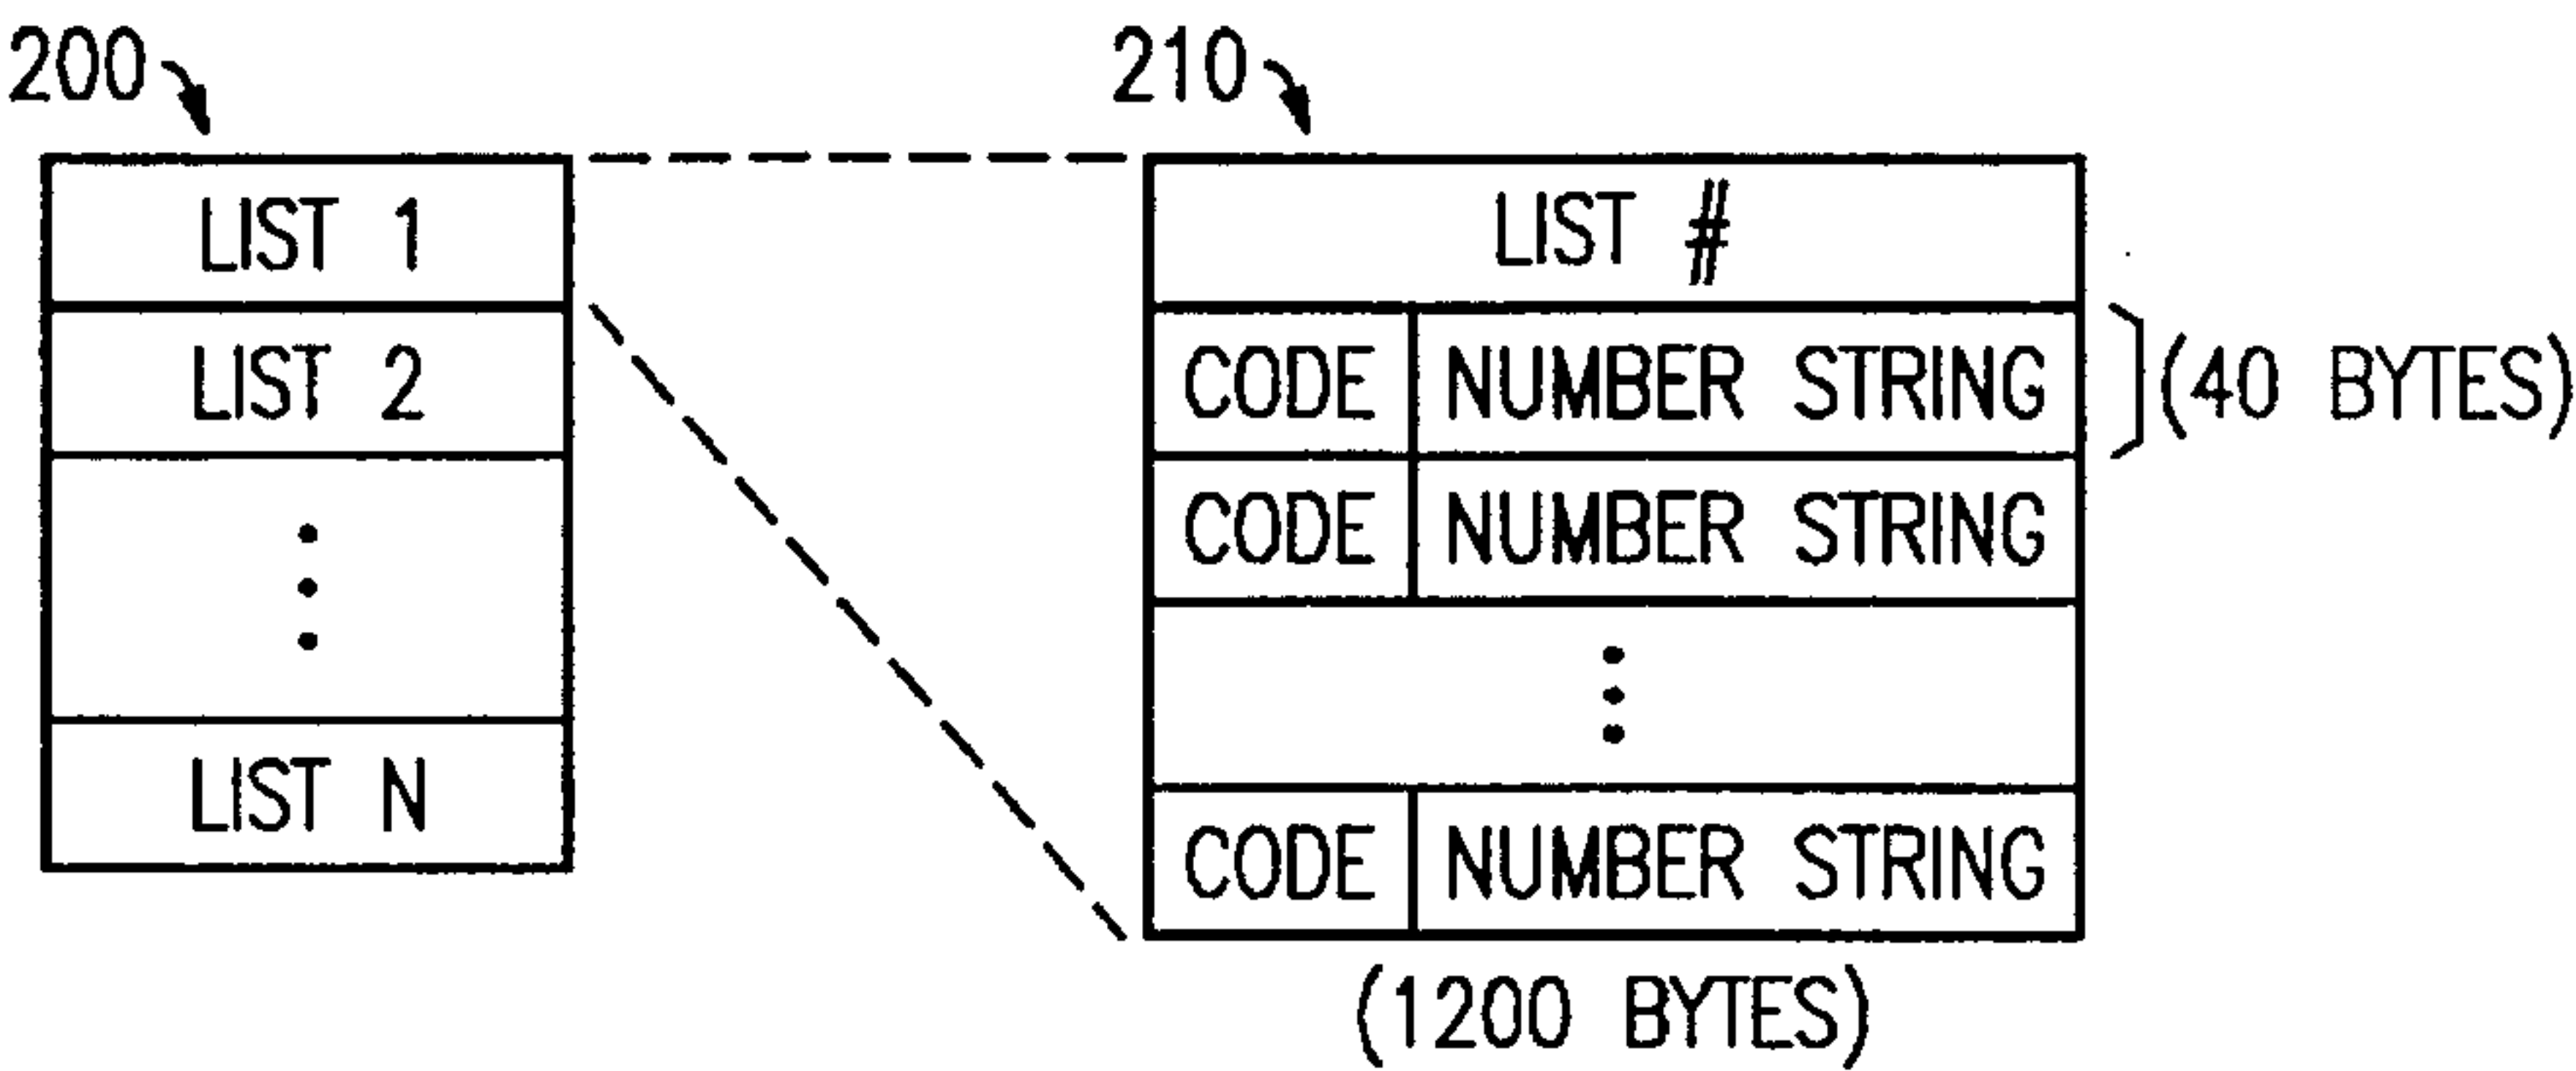 200
210
LIST 1
LIST 2
LIST N
LIST #
CODE NUMBER STRING (40 BYTES)
CODE NUMBER STRING
CODE NUMBER STRING
(1200 BYTES)